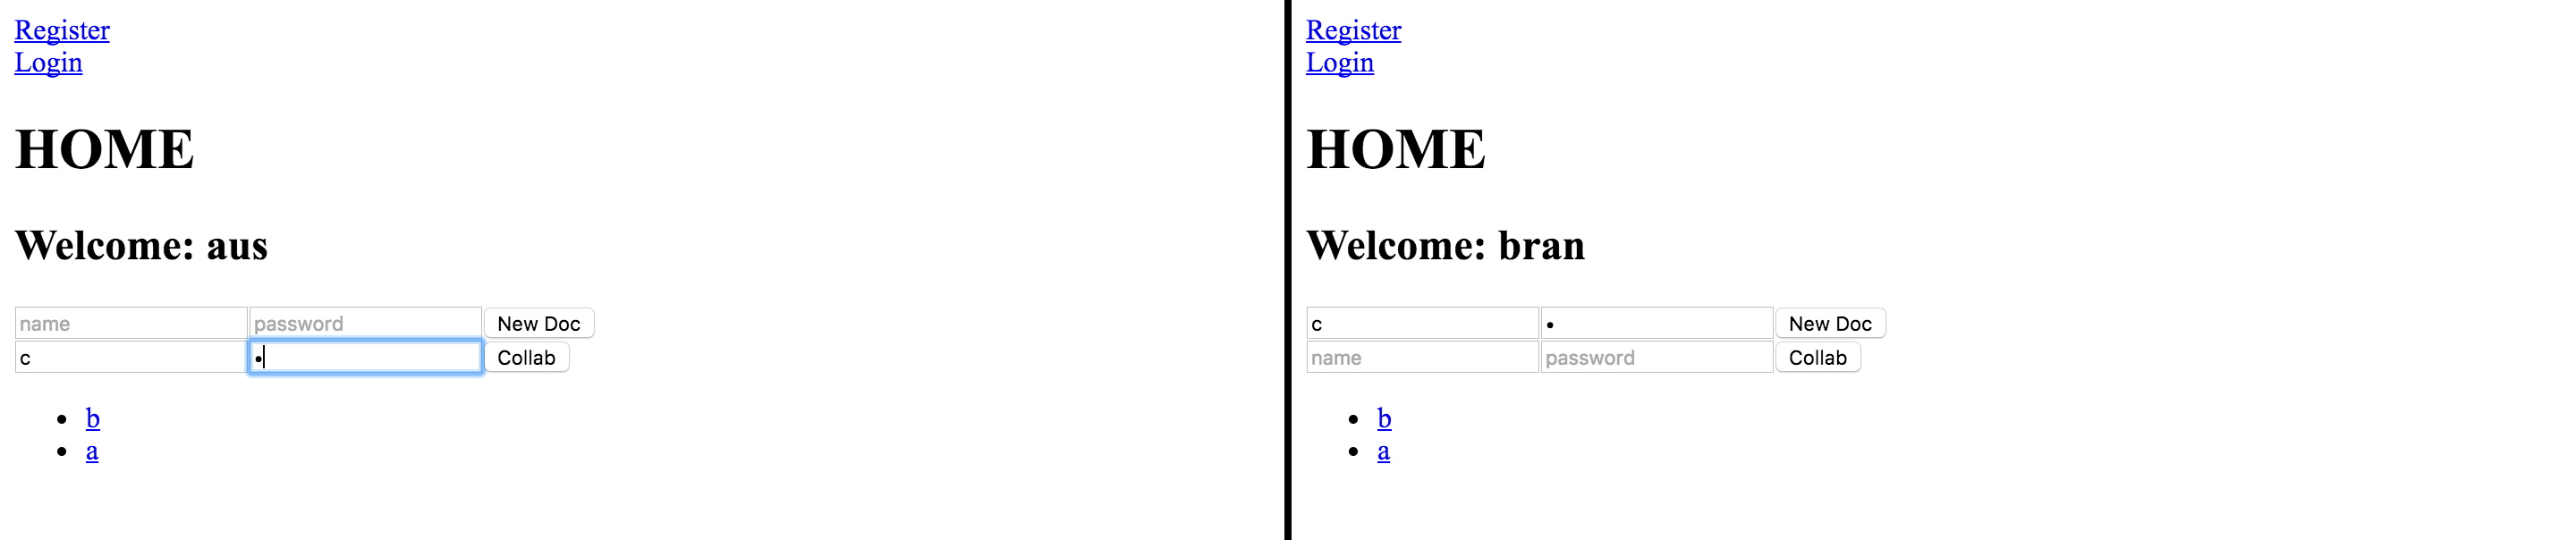 Register
Login
HOME
Welcome: aus
name password New Doc
c • Collab
• b
• a
Register
Login
HOME
Welcome: bran
c • New Doc
name password Collab
• b
• a